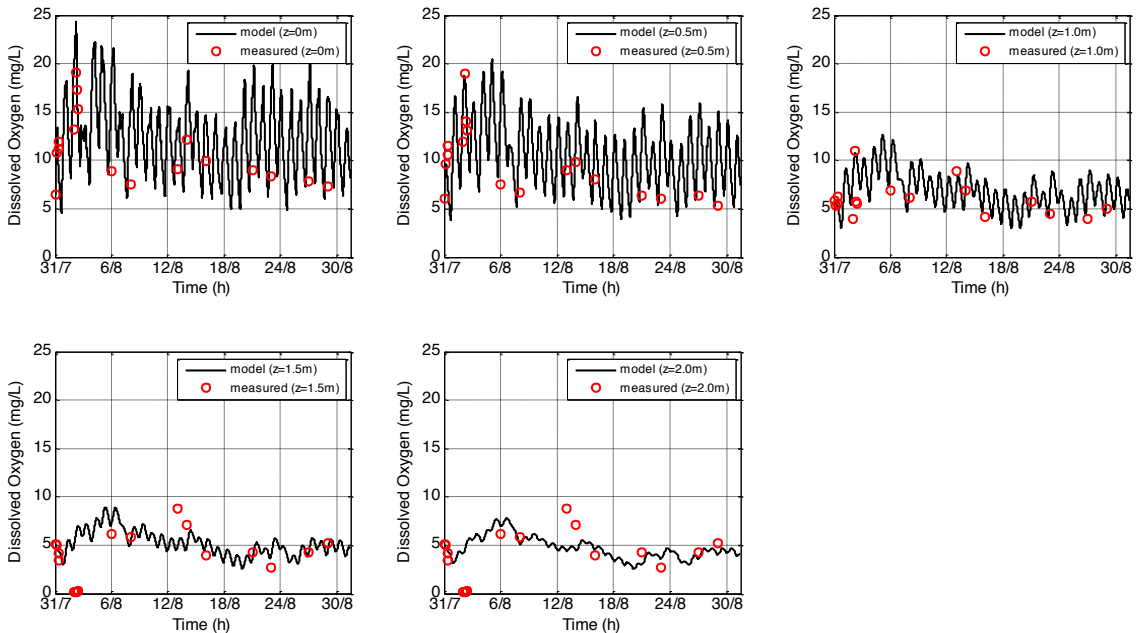 25
20
15
10
5
0
Dissolved Oxygen (mg/L)
model (z=0m)
measured (z=0m)
31/7 6/8 12/8 18/8 24/8 30/8
Time (h)
25
20
15
10
5
0
Dissolved Oxygen (mg/L)
model (z=0.5m)
measured (z=0.5m)
31/7 6/8 12/8 18/8 24/8 30/8
Time (h)
25
20
15
10
5
0
Dissolved Oxygen (mg/L)
model (z=1.0m)
measured (z=1.0m)
31/7 6/8 12/8 18/8 24/8 30/8
Time (h)
25
20
15
10
5
0
Dissolved Oxygen (mg/L)
model (z=1.5m)
measured (z=1.5m)
31/7 6/8 12/8 18/8 24/8 30/8
Time (h)
25
20
15
10
5
0
Dissolved Oxygen (mg/L)
model (z=2.0m)
measured (z=2.0m)
31/7 6/8 12/8 18/8 24/8 30/8
Time (h)